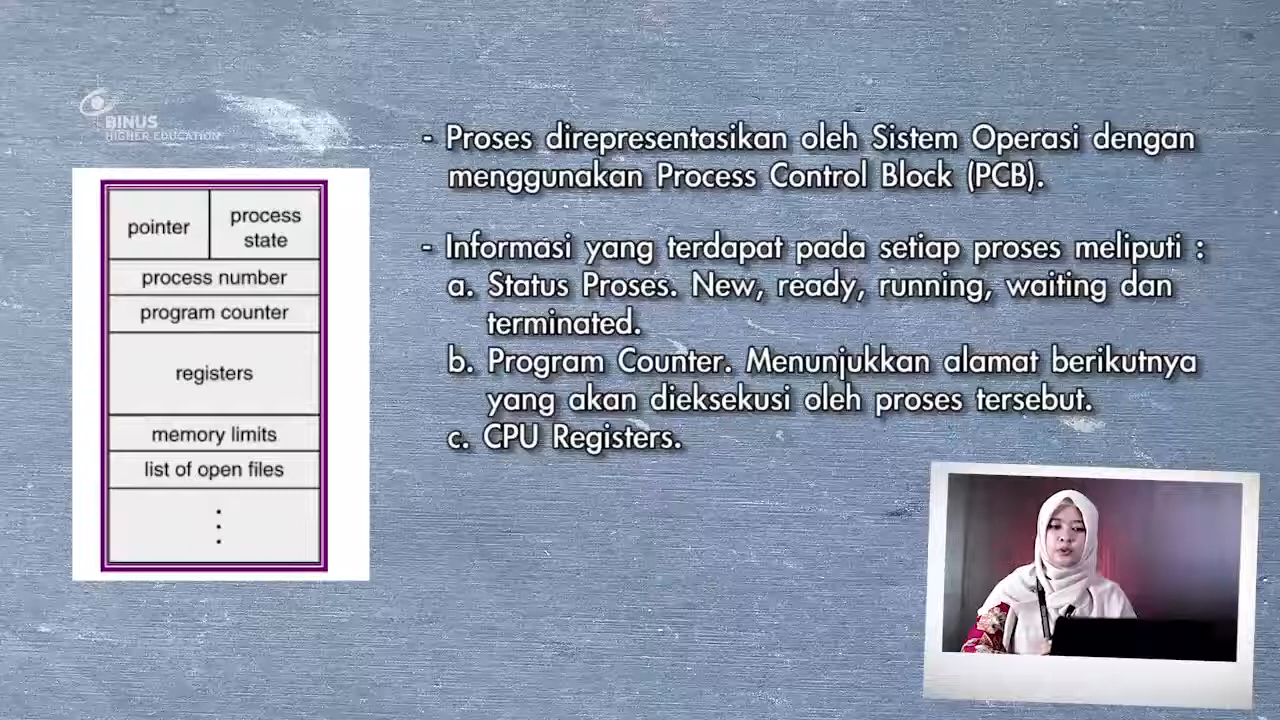 BINUS
HIGHER EDUCATION
- Proses direpresentasikan oleh Sistem Operasi dengan
menggunakan Process Control Block (PCB).
- Informasi yang terdapat pada setiap proses meliputi :
a. Status Proses. New, ready, running, waiting dan
terminated.
b. Program Counter. Menunjukkan alamat berikutnya
yang akan dieksekusi oleh proses tersebut.
c. CPU Registers.
pointer
process
state
process number
program counter
registers
memory limits
list of open files